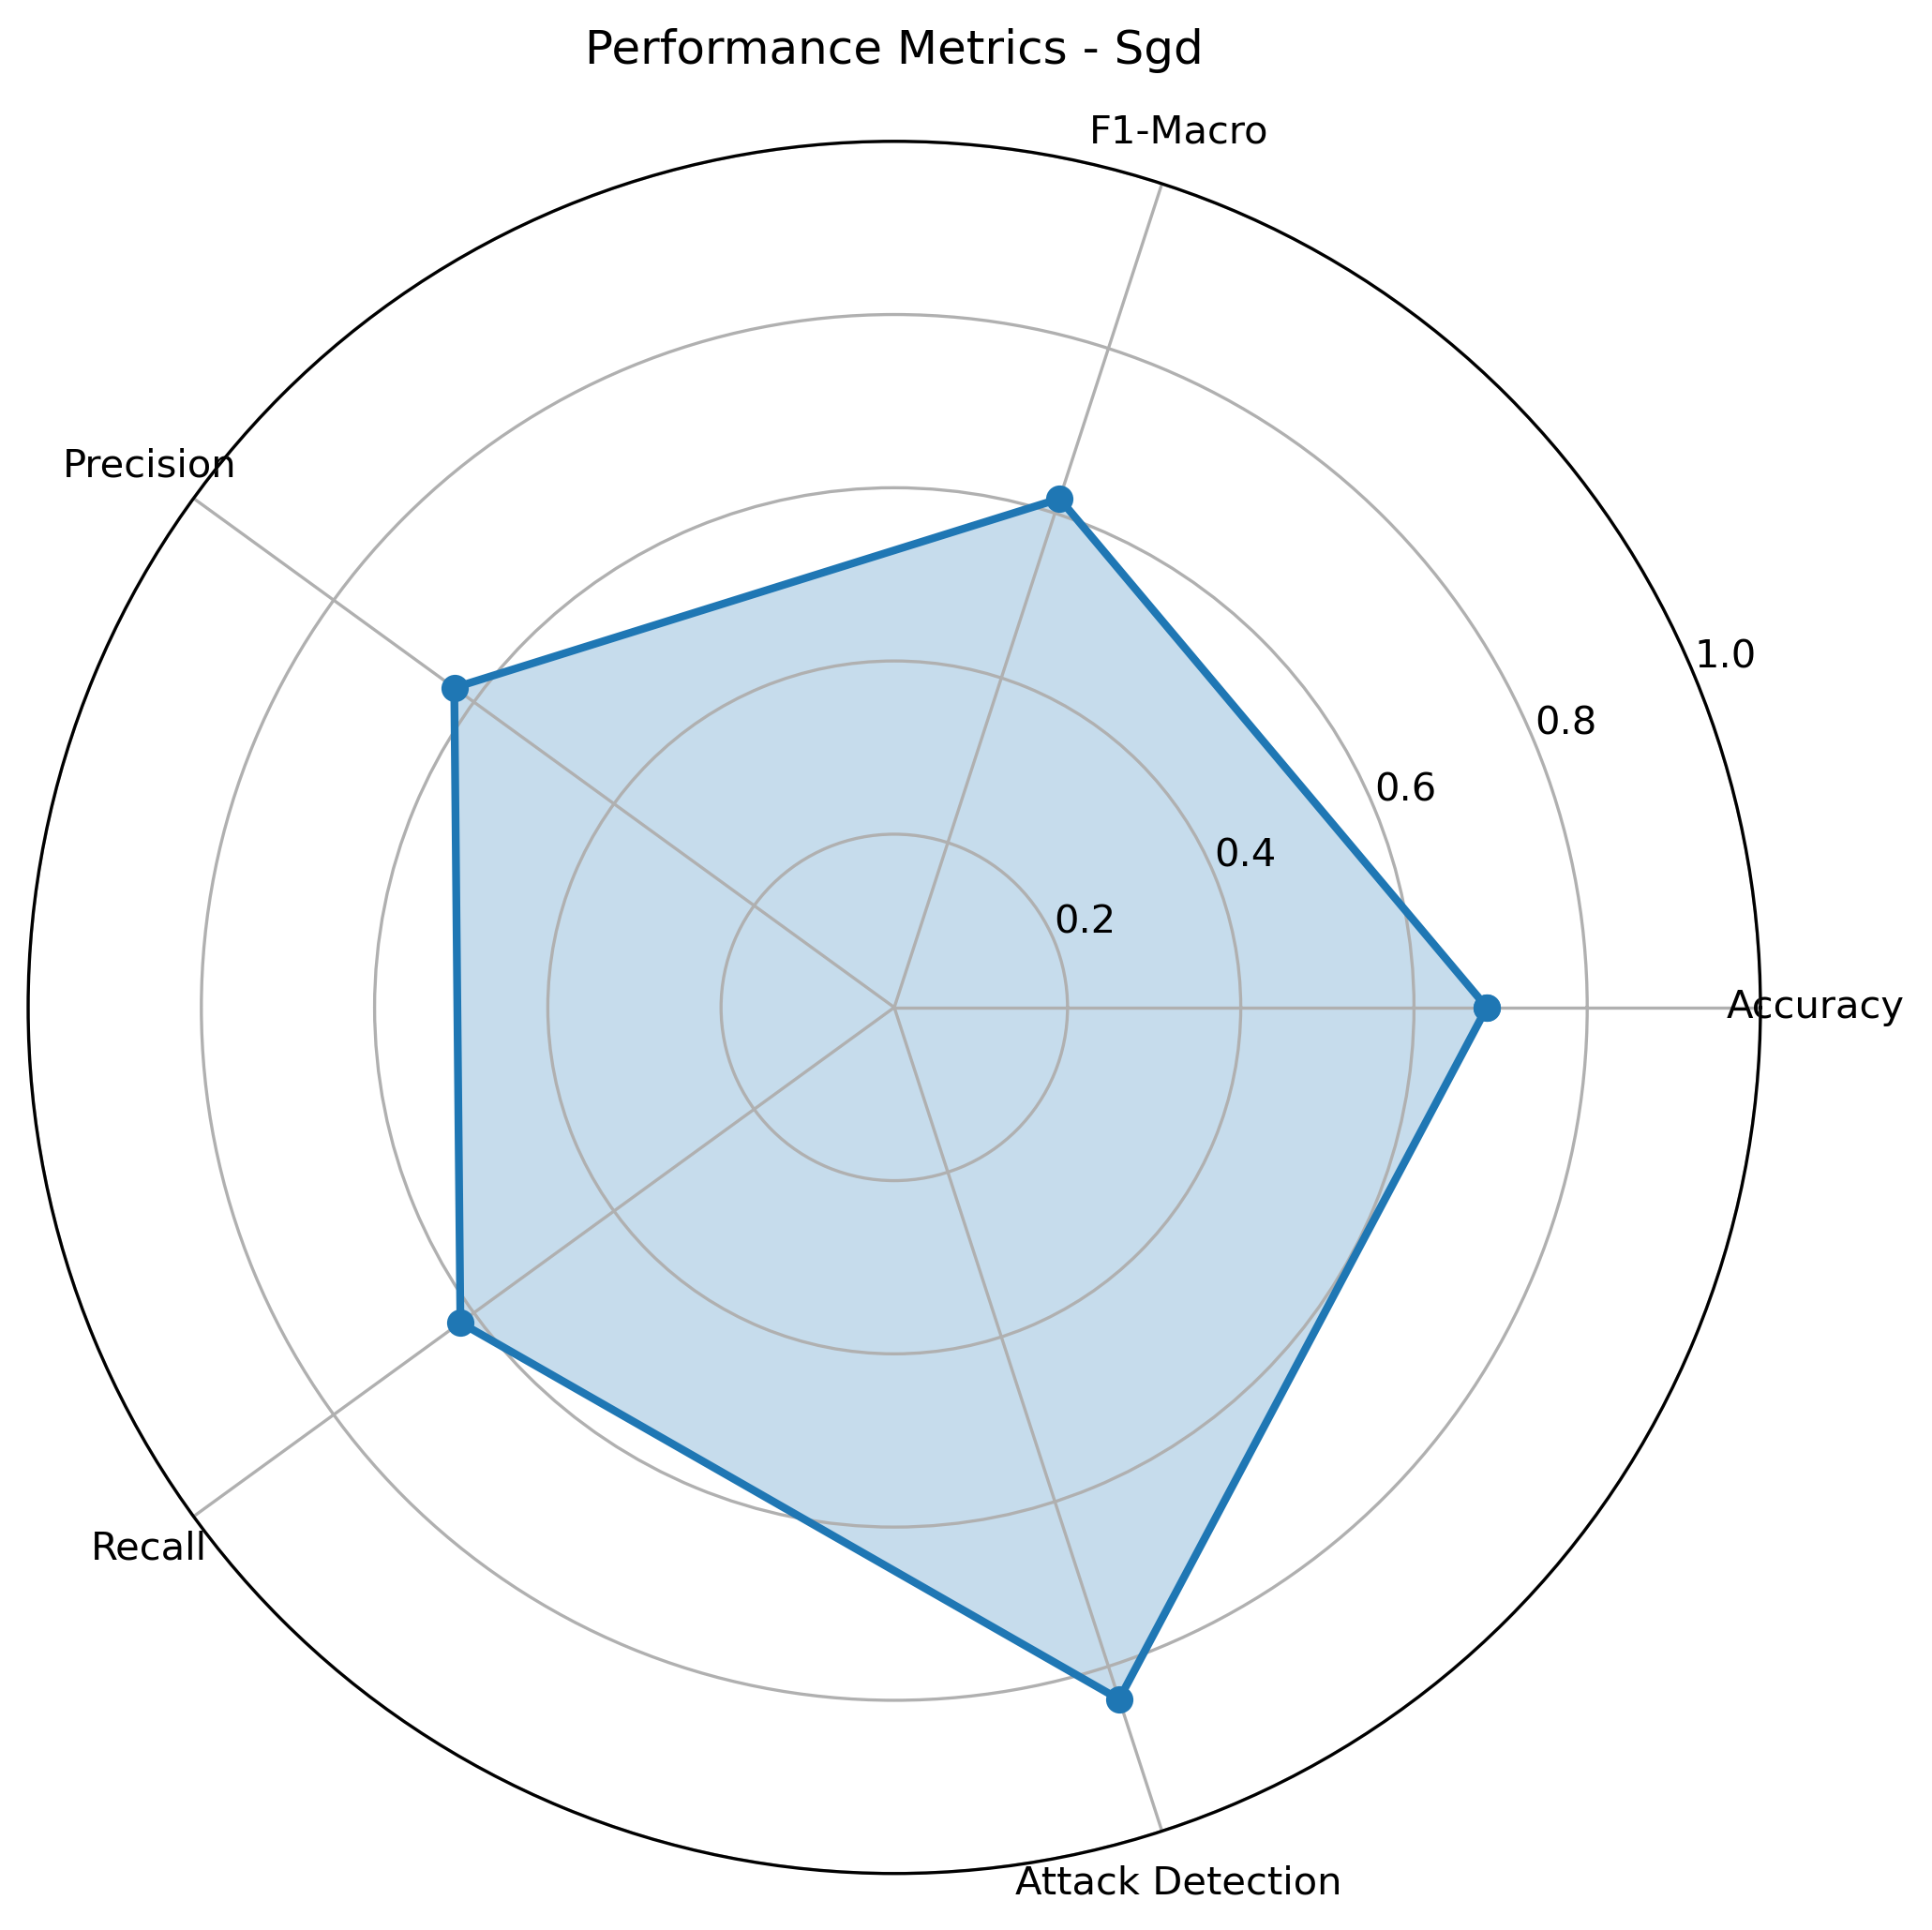 Performance Metrics - Sgd
F1-Macro
Precision
1.0
0.8
0.6
0.4
0.2
Accuracy
Recall
Attack Detection